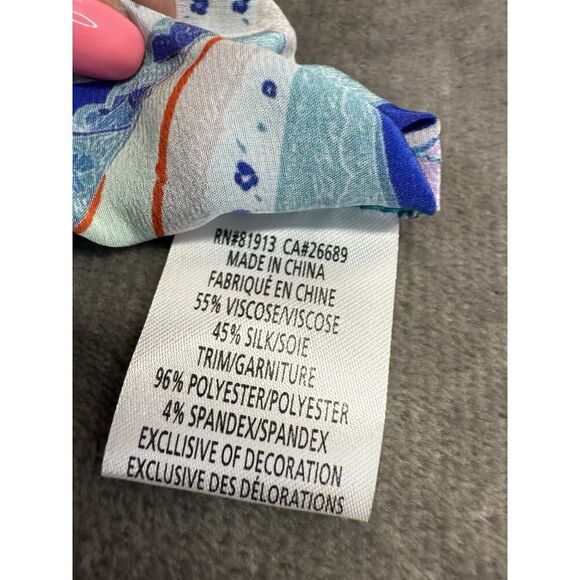 RN#81913 CA#26689
MADE IN CHINA
FABRIQUÉ EN CHINE
55% VISCOSE/VISCOSE
45% SILK/SOIE
TRIM/GARNITURE
96% POLYESTER/POLYESTER
4% SPANDEX/SPANDEX
EXCLLISIVE OF DECORATION
EXCLUSIVE DES DÉLORATIONS